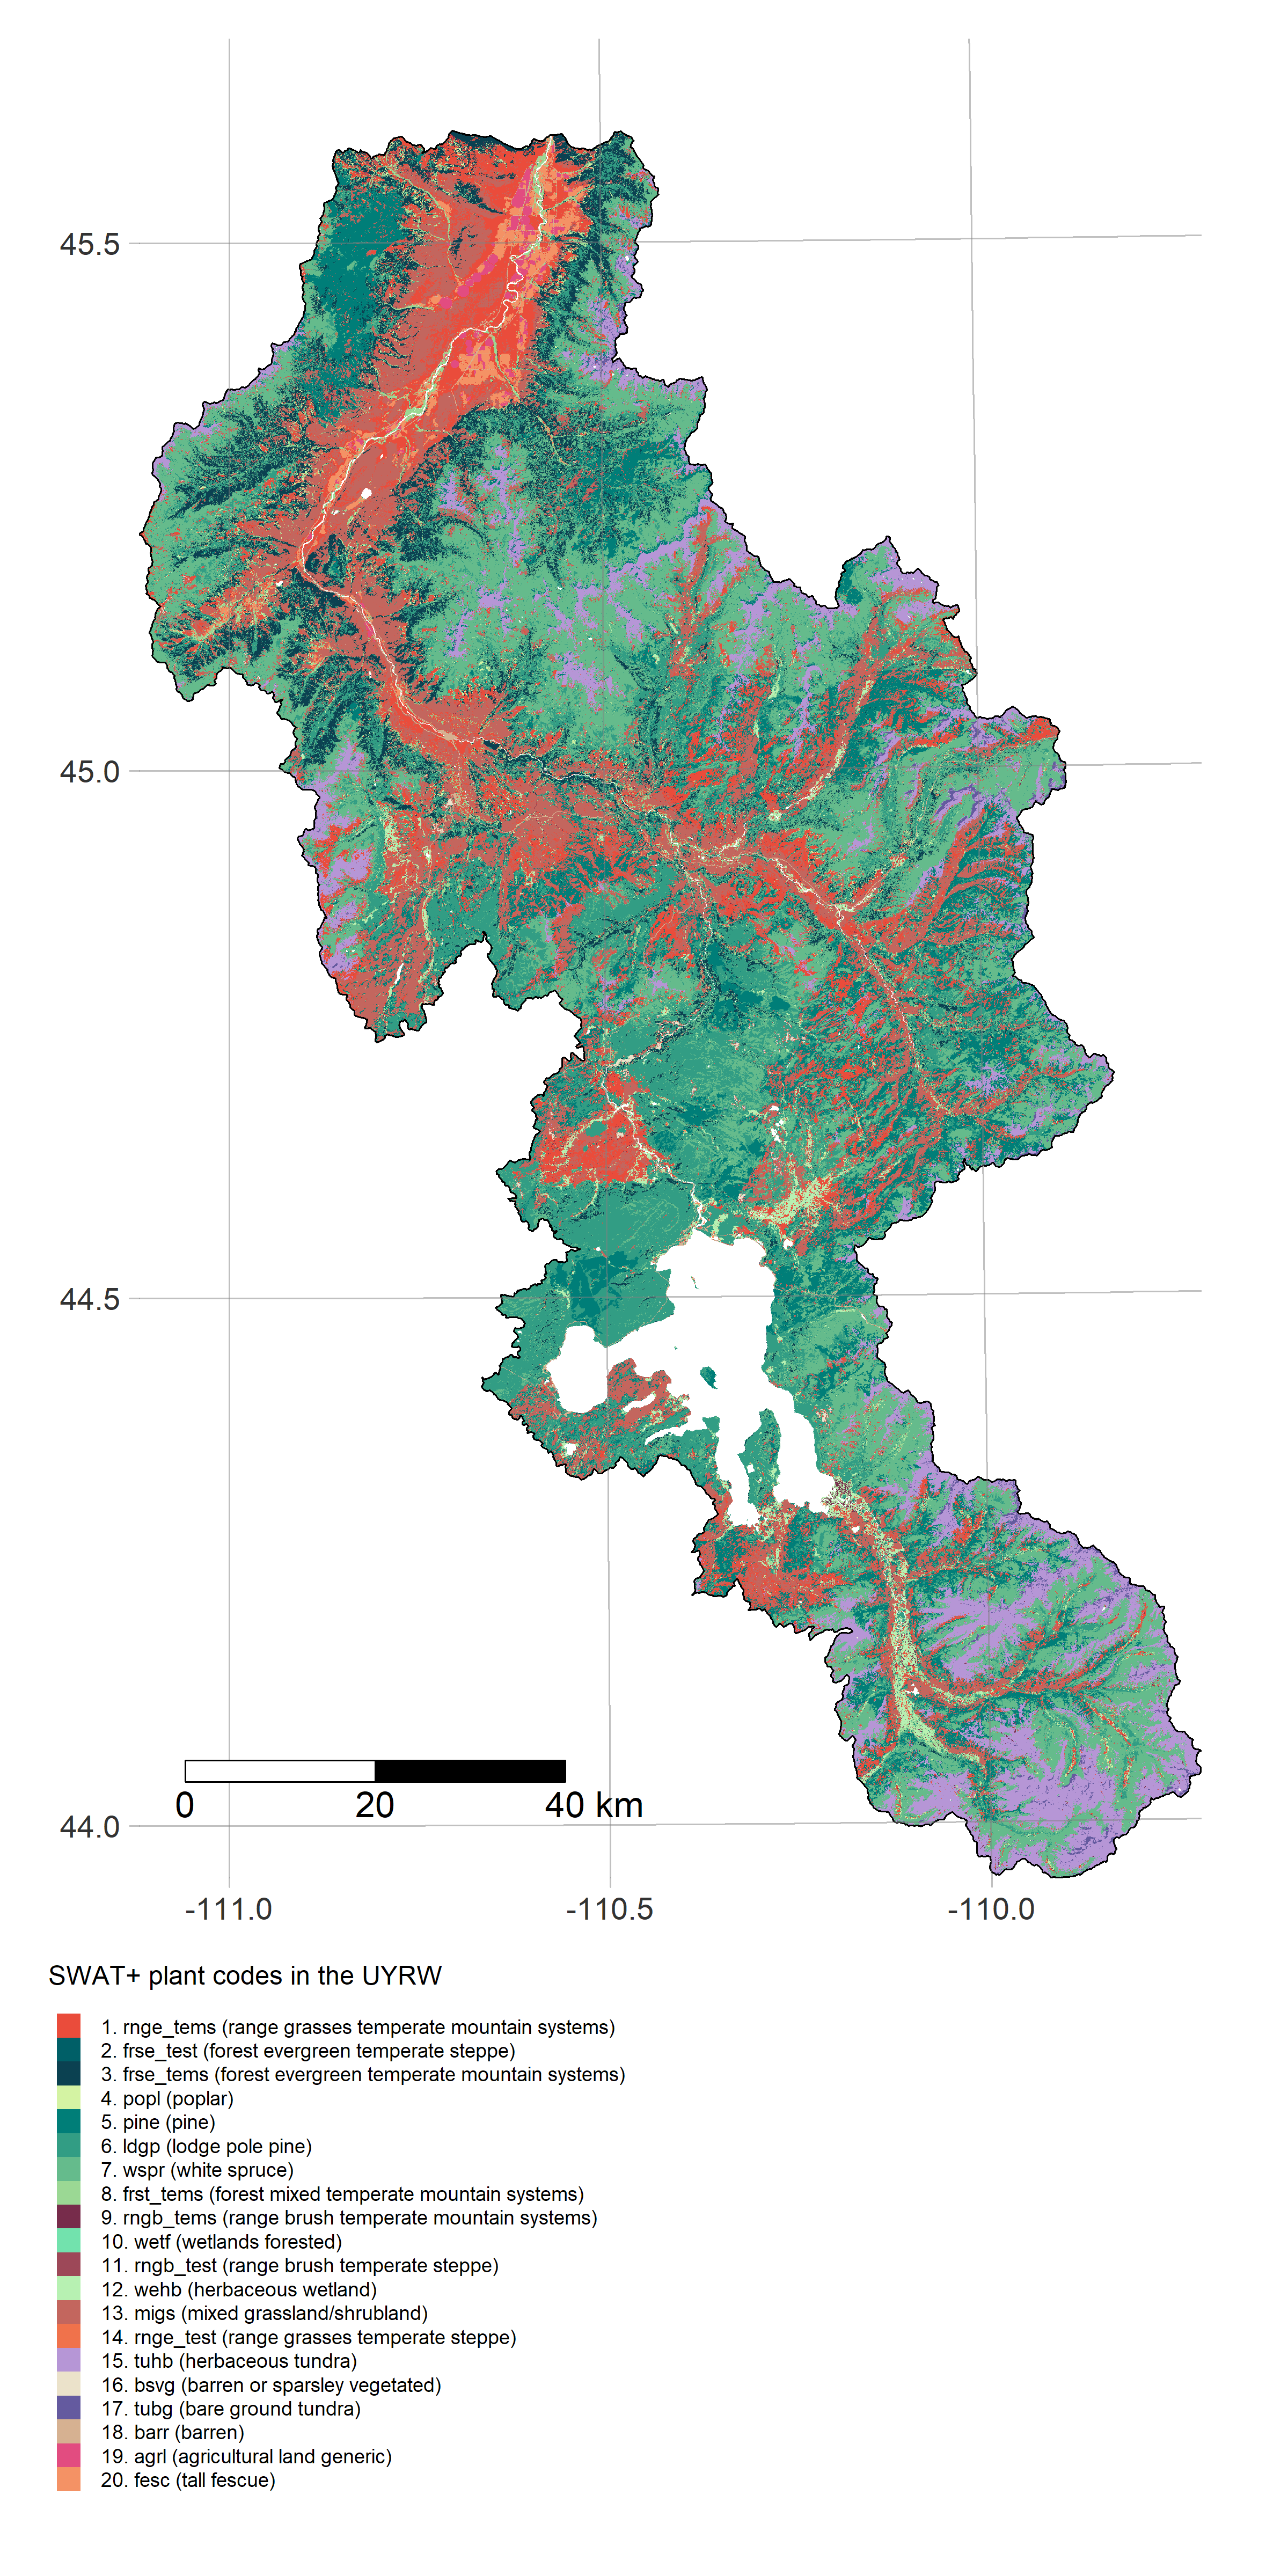 45.5
45.0
44.5
44.0
0 20 40 km
-111.0 -110.5 -110.0
SWAT+ plant codes in the UYRW
1. rnge_tems (range grasses temperate mountain systems)
2. frse_test (forest evergreen temperate steppe)
3. frse_tems (forest evergreen temperate mountain systems)
4. popl (poplar)
5. pine (pine)
6. ldgp (lodge pole pine)
7. wspr (white spruce)
8. frst_tems (forest mixed temperate mountain systems)
9. rngb_tems (range brush temperate mountain systems)
10. wetf (wetlands forested)
11. rngb_test (range brush temperate steppe)
12. wehb (herbaceous wetland)
13. migs (mixed grassland/shrubland)
14. rnge_test (range grasses temperate steppe)
15. tuhb (herbaceous tundra)
16. bsvg (barren or sparsley vegetated)
17. tubg (bare ground tundra)
18. barr (barren)
19. agrl (agricultural land generic)
20. fesc (tall fescue)